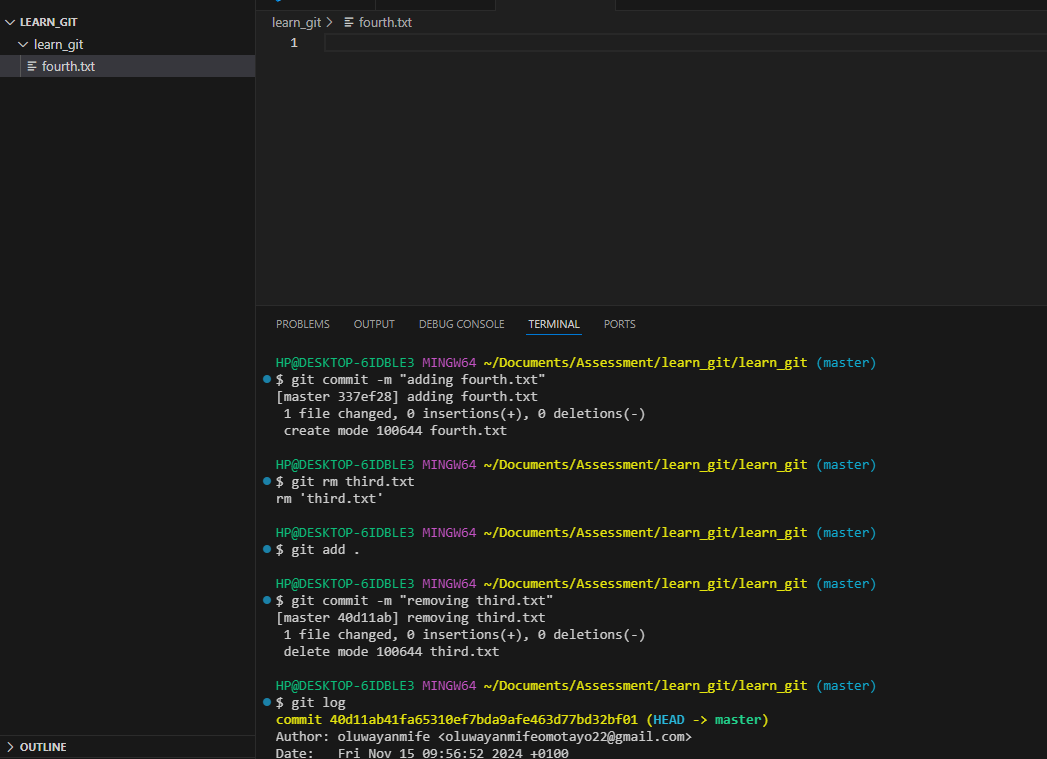 LEARN_GIT
learn_git
fourth.txt
OUTLINE
learn_git > fourth.txt
1
PROBLEMS OUTPUT DEBUG CONSOLE TERMINAL PORTS
HP@DESKTOP-6IDBLE3 MINGW64 ~/Documents/Assessment/learn_git/learn_git (master)
$ git commit -m "adding fourth.txt"
[master 337ef28] adding fourth.txt
1 file changed, 0 insertions(+), 0 deletions(-)
create mode 100644 fourth.txt
HP@DESKTOP-6IDBLE3 MINGW64 ~/Documents/Assessment/learn_git/learn_git (master)
$ git rm third.txt
rm 'third.txt'
HP@DESKTOP-6IDBLE3 MINGW64 ~/Documents/Assessment/learn_git/learn_git (master)
$ git add .
HP@DESKTOP-6IDBLE3 MINGW64 ~/Documents/Assessment/learn_git/learn_git (master)
$ git commit -m "removing third.txt"
[master 40d11ab] removing third.txt
1 file changed, 0 insertions(+), 0 deletions(-)
delete mode 100644 third.txt
HP@DESKTOP-6IDBLE3 MINGW64 ~/Documents/Assessment/learn_git/learn_git (master)
$ git log
commit 40d11ab41fa65310ef7bda9afe463d77bd32bf01 (HEAD -> master)
Author: oluwayanmife <oluwayanmifeomotayo22@gmail.com>
Date: Fri Nov 15 09:56:52 2024 +0100